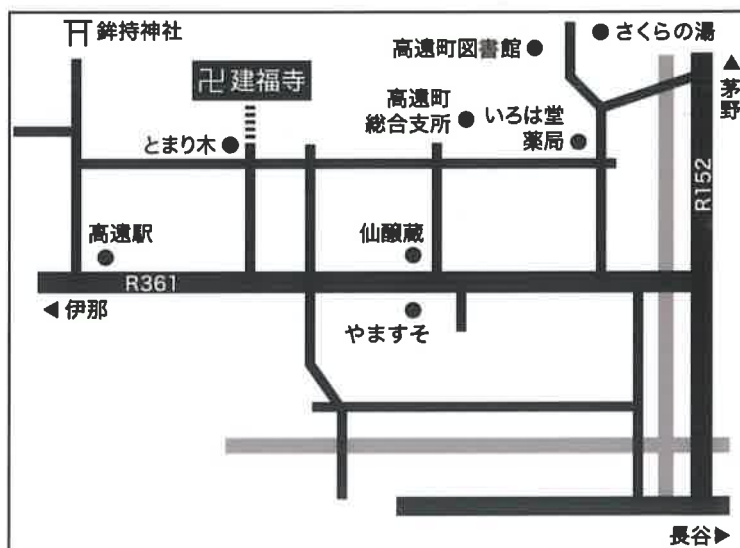 鉾持神社
さくらの湯
高遠町図書館
▲茅野
卍建福寺
高遠町
総合支所
いろは堂
薬局
とまり木
R152
高遠駅
仙醸蔵
R361
◀伊那
やますそ
長谷▶